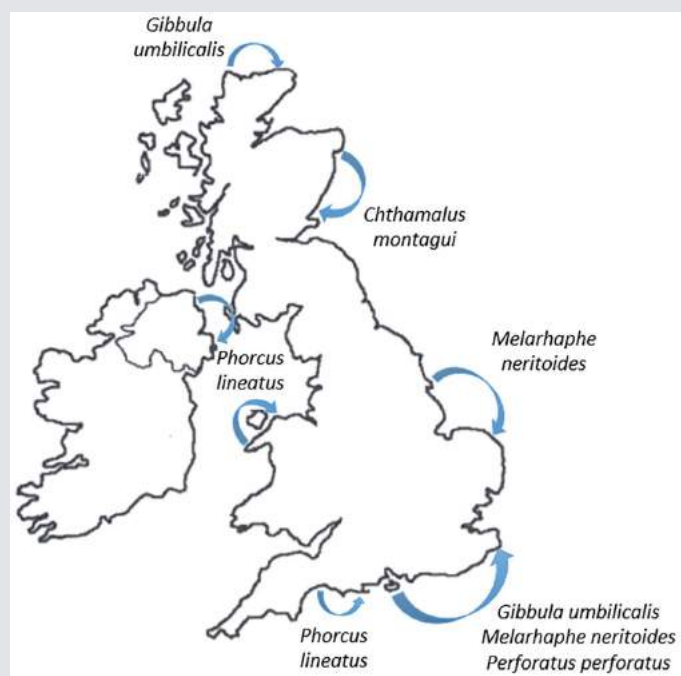 Gibbula
umbilicalis
Chthamalus
montagui
Melarhaphe
neritoides
Phorcus
lineatus
Gibbula umbilicalis
Melarhaphe neritoides
Perforatus perforatus
Phorcus
lineatus